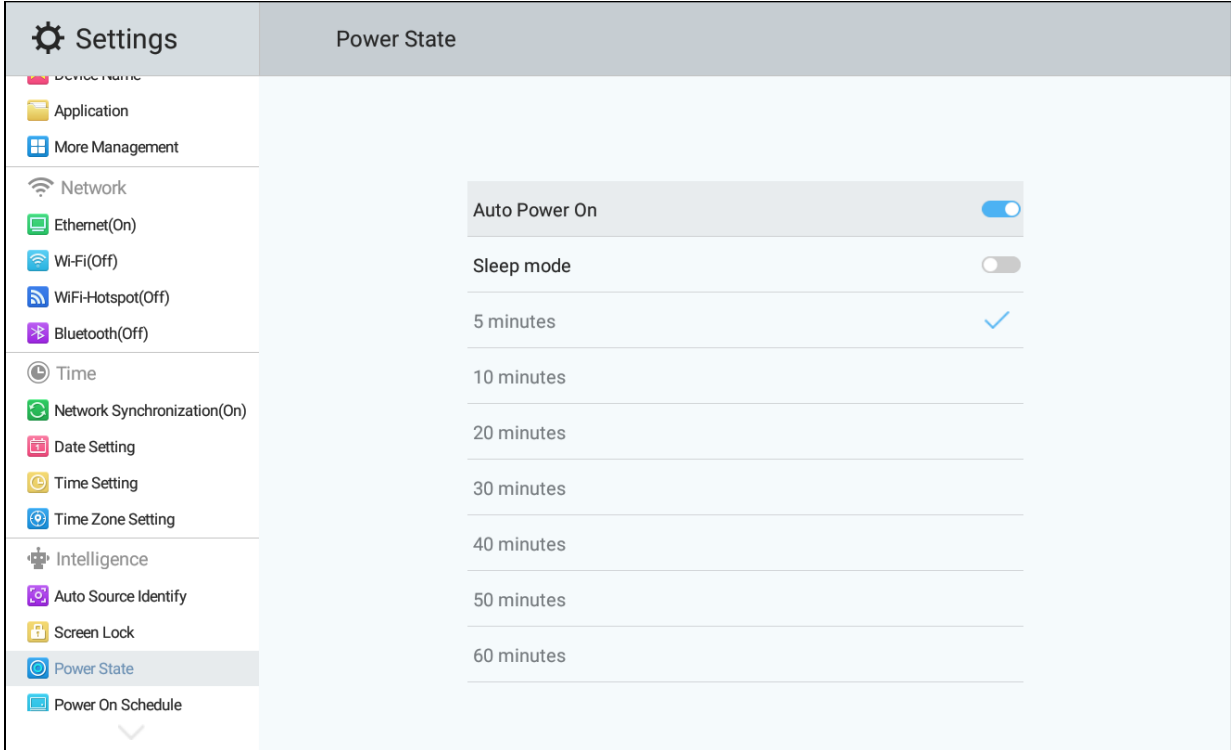 Settings
Power State
Device Name
Application
More Management
Network
Ethernet(On)
Wi-Fi(Off)
WiFi-Hotspot(Off)
Bluetooth(Off)
Time
Network Synchronization(On)
Date Setting
Time Setting
Time Zone Setting
Intelligence
Auto Source Identify
Screen Lock
Power State
Power On Schedule
Auto Power On
Sleep mode
5 minutes
10 minutes
20 minutes
30 minutes
40 minutes
50 minutes
60 minutes